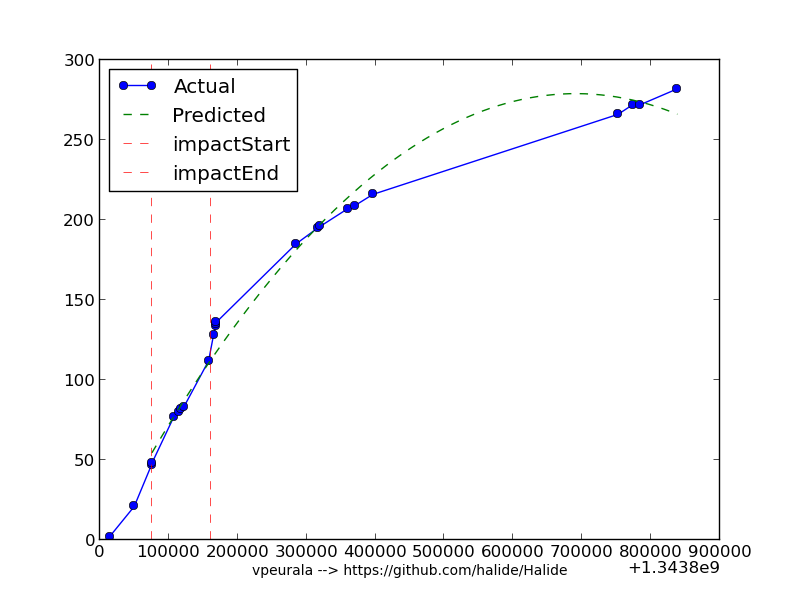 300
250
200
150
100
50
0
Actual
Predicted
impactStart
impactEnd
0 100000 200000 300000 400000 500000 600000 700000 800000 900000
+1.3438e9
vpeurala --> https://github.com/halide/Halide